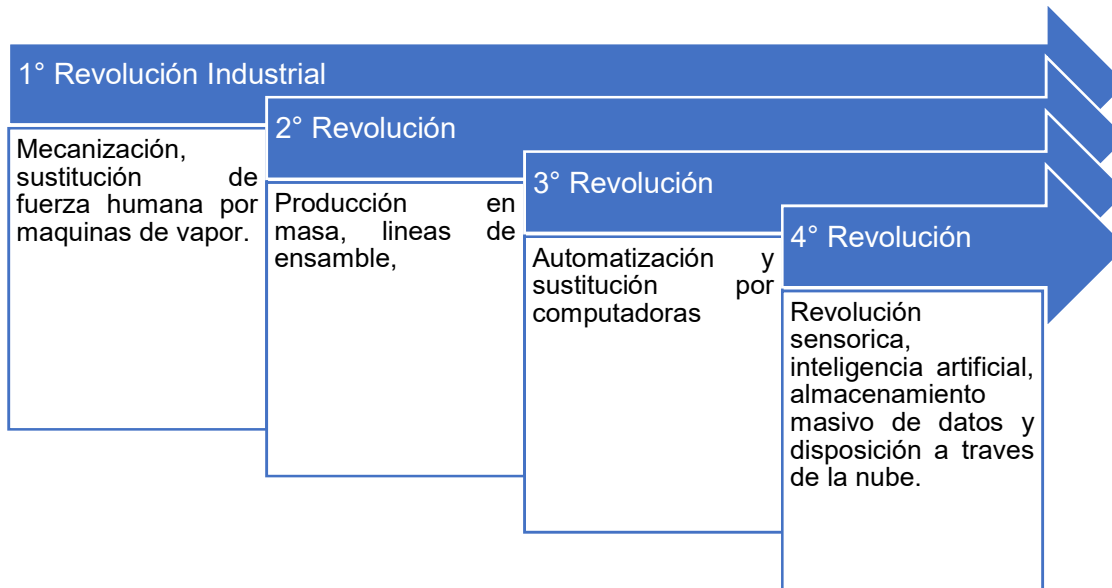 1° Revolución Industrial
Mecanización,
sustitución de
fuerza humana por
maquinas de vapor.
2° Revolución
Producción en
masa, lineas de
ensamble,
3° Revolución
Automatización y
sustitución por
computadoras
4° Revolución
Revolución
sensorica,
inteligencia artificial,
almacenamiento
masivo de datos y
disposición a traves
de la nube.